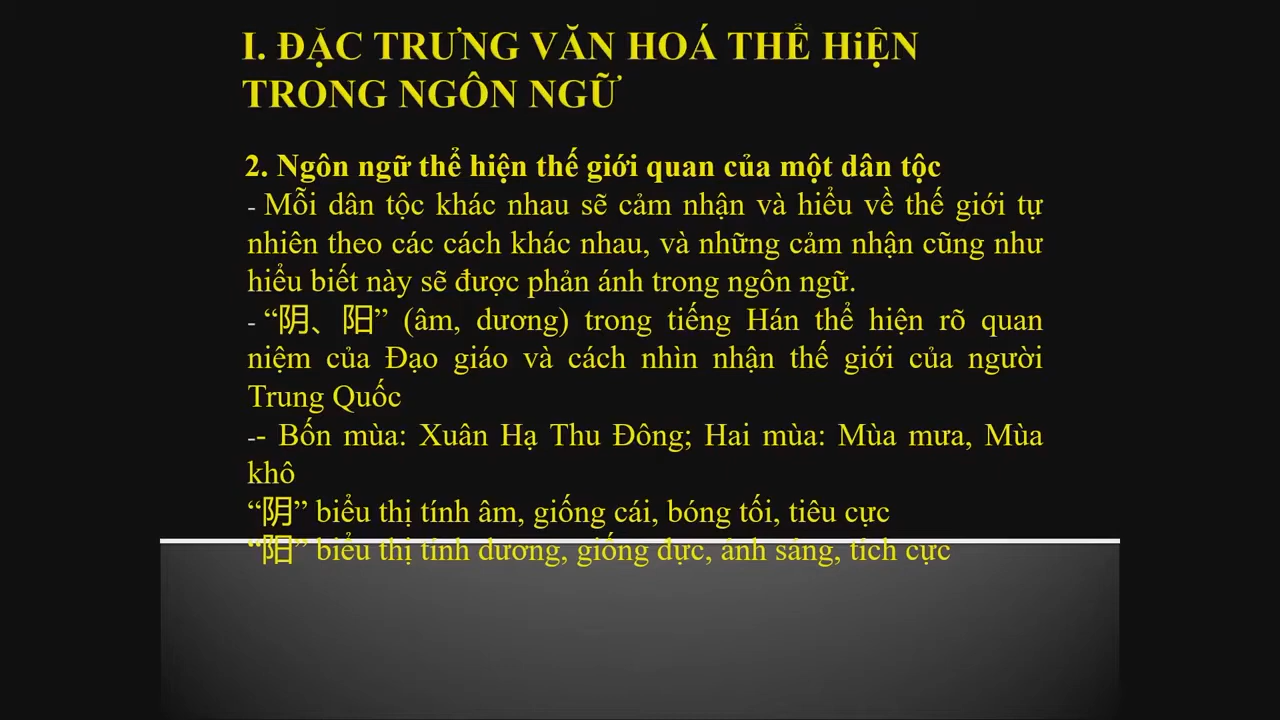 I. ĐẶC TRƯNG VĂN HOÁ THỂ HiỆN
TRONG NGÔN NGỮ
2. Ngôn ngữ thể hiện thế giới quan của một dân tộc
- Mỗi dân tộc khác nhau sẽ cảm nhận và hiểu về thế giới tự
nhiên theo các cách khác nhau, và những cảm nhận cũng như
hiểu biết này sẽ được phản ánh trong ngôn ngữ.
- “阴、阳” (âm, dương) trong tiếng Hán thể hiện rõ quan
niệm của Đạo giáo và cách nhìn nhận thế giới của người
Trung Quốc
-- Bốn mùa: Xuân Hạ Thu Đông; Hai mùa: Mùa mưa, Mùa
khô
“阴” biểu thị tính âm, giống cái, bóng tối, tiêu cực
“阳” biểu thị tính dương, giống đực, ánh sáng, tích cực